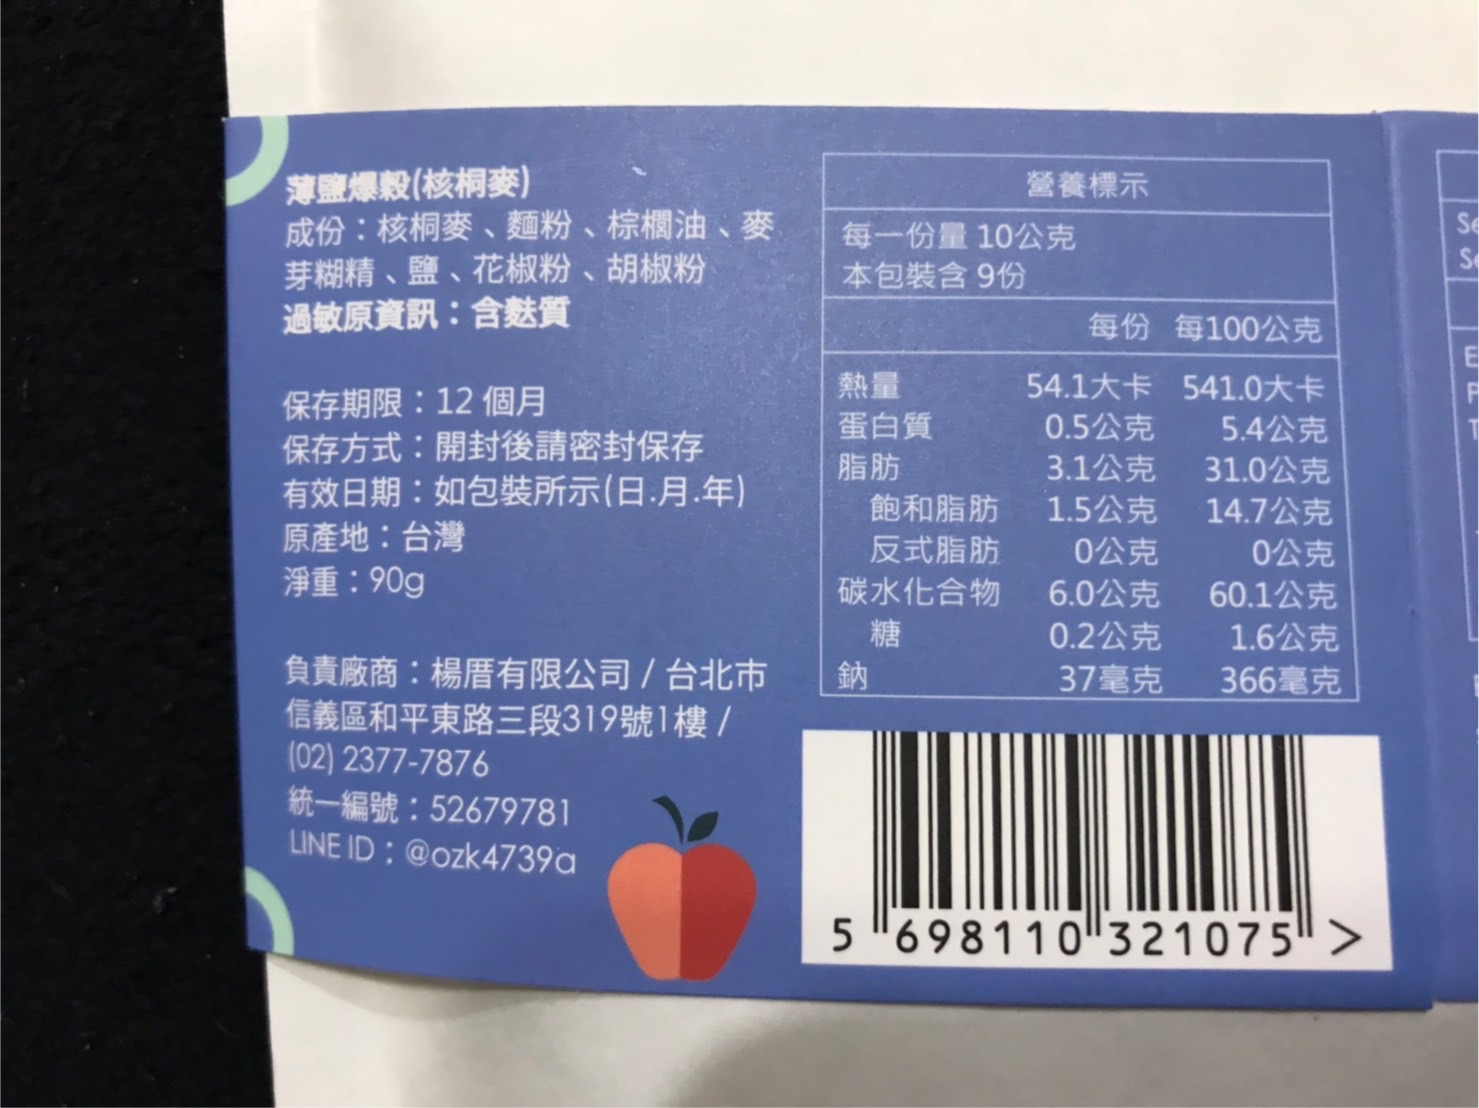 薄鹽爆穀(核桐麥)
成份：核桐麥、麵粉、棕櫚油、麥
芽糊精、鹽、花椒粉、胡椒粉
過敏原資訊：含麩質
保存期限：12 個月
保存方式：開封後請密封保存
有效日期：如包裝所示(日.月.年)
原產地：台灣
淨重：90g
負責廠商：楊厝有限公司 / 台北市
信義區和平東路三段319號1樓 /
(02) 2377-7876
統一編號：52679781
LINE ID：@ozk4739a
營養標示
每一份量 10公克
本包裝含 9份
每份 每100公克
熱量 54.1大卡 541.0大卡
蛋白質 0.5公克 5.4公克
脂肪 3.1公克 31.0公克
飽和脂肪 1.5公克 14.7公克
反式脂肪 0公克 0公克
碳水化合物 6.0公克 60.1公克
糖 0.2公克 1.6公克
鈉 37毫克 366毫克
5 698110 321075 >